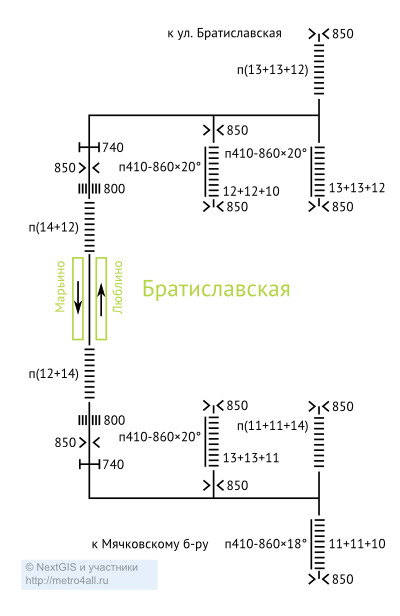 к ул. Братиславская
850
п(13+13+12)
740
850
850
п410-860×20°
п410-860×20°
800
12+12+10
13+13+12
850
850
п(14+12)
Марьино
Люблино
Братиславская
п(12+14)
850
850
800
п(11+11+14)
850
п410-860×20°
740
13+13+11
850
к Мячковскому б-ру
п410-860×18°
11+11+10
850
© NextGIS и участники
http://metro4all.ru